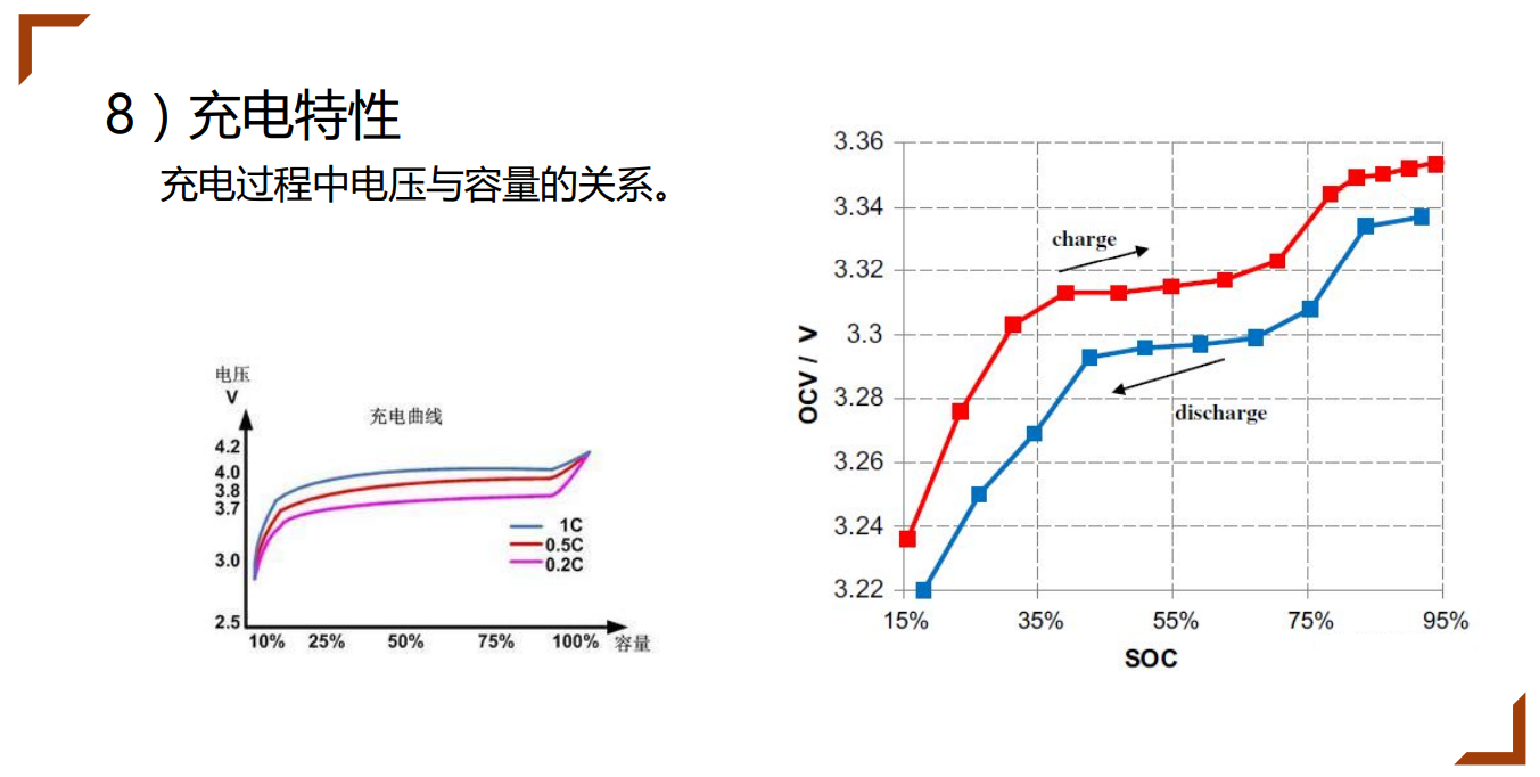 8）充电特性
充电过程中电压与容量的关系。
电压
V
充电曲线
4.2
4.0
3.8
3.7
3.0
2.5
1C
0.5C
0.2C
10% 25% 50% 75% 100% 容量
3.36
3.34
3.32
3.3
3.28
3.26
3.24
3.22
OCV / V
charge
discharge
15% 35% 55% 75% 95%
SOC